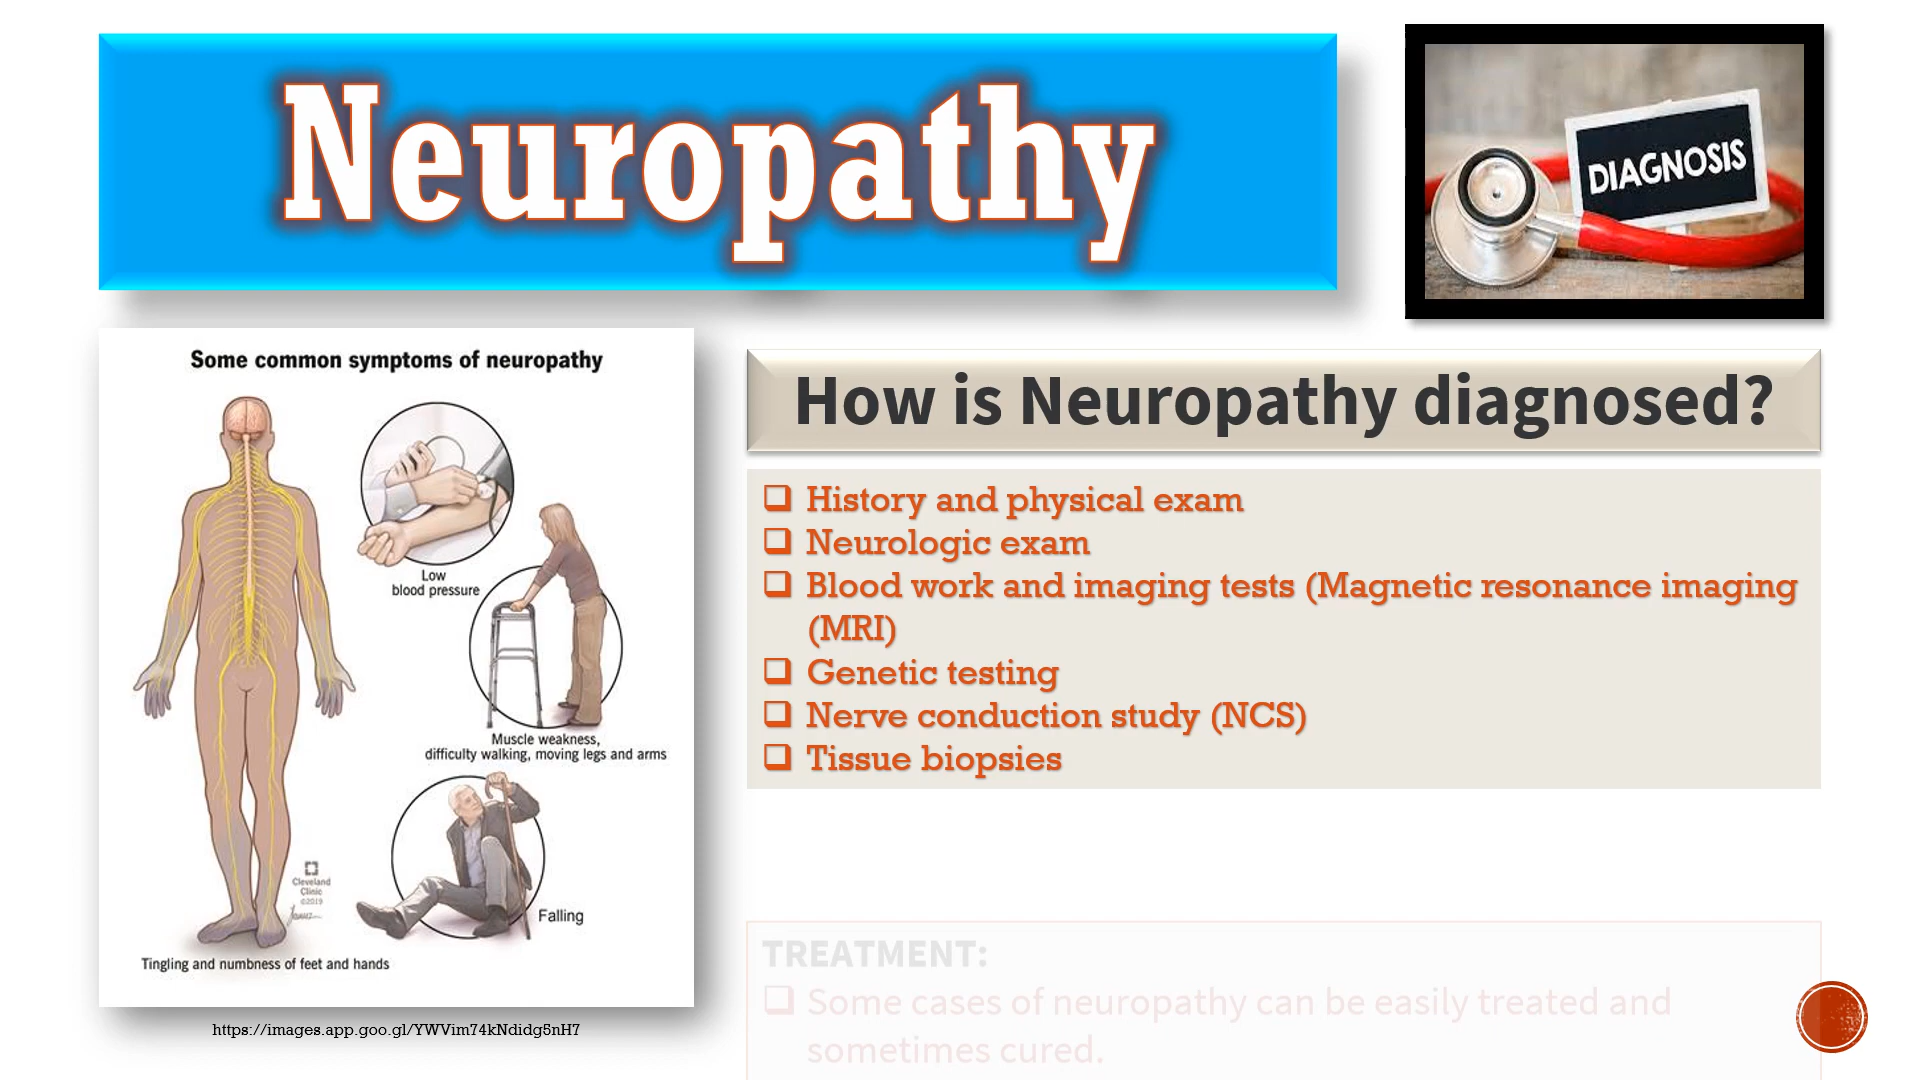 Neuropathy
DIAGNOSIS
Some common symptoms of neuropathy
Low
blood pressure
Muscle weakness,
difficulty walking, moving legs and arms
Cleveland
Clinic
©2019
Falling
Tingling and numbness of feet and hands
https://images.app.goo.gl/YWVim74kNdidg5nH7
How is Neuropathy diagnosed?
❑ History and physical exam
❑ Neurologic exam
❑ Blood work and imaging tests (Magnetic resonance imaging
(MRI)
❑ Genetic testing
❑ Nerve conduction study (NCS)
❑ Tissue biopsies
TREATMENT:
❑ Some cases of neuropathy can be easily treated and
sometimes cured.